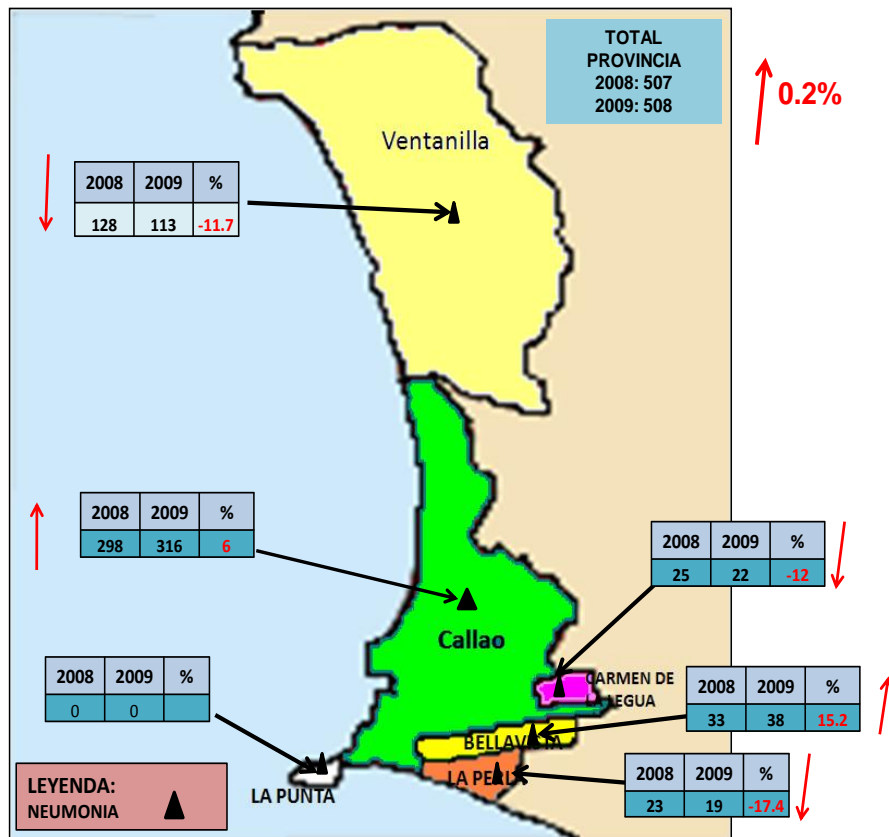 TOTAL
PROVINCIA
2008: 507
2009: 508
0.2%
Ventanilla
2008 2009 %
128 113 -11.7
2008 2009 %
298 316 6
Callao
2008 2009 %
25 22 -12
CARMEN DE
LA LEGUA
2008 2009 %
0 0
2008 2009 %
33 38 15.2
BELLAVISTA
LA PUNTA
LA PERL
2008 2009 %
23 19 -17.4
LEYENDA:
NEUMONIA